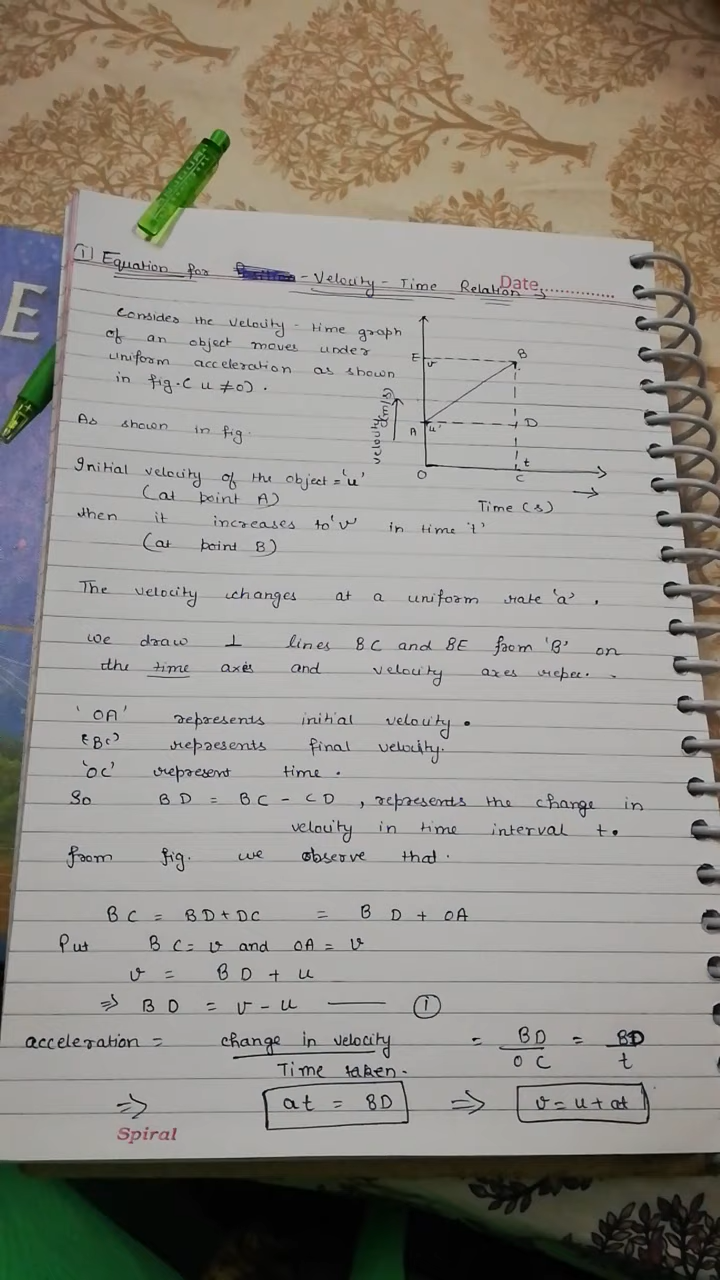 1) Equation for - Velocity - Time Relation :
Date..............
Consider the velocity - time graph
of an object moves under
uniform acceleration as shown
in fig. ( u ≠ 0 ) .
As shown in fig.
Initial velocity of the object = 'u'
(at point A)
then it increases to 'v' in time 't'
(at point B)
E
v
B
velocity (m/s)
A
u
D
O
t
C
Time (s)
The velocity changes at a uniform rate 'a' .
we draw ⊥ lines BC and BE from 'B' on
the time axis and velocity axes repec. .
'OA' represents initial velocity .
'BC' represents final velocity.
'OC' represent time .
So BD = BC - CD , represents the change in
velocity in time interval t .
from fig. we observe that .
BC = BD + DC = BD + OA
Put BC = v and OA = v
v = BD + u
⇒ BD = v - u —— ①
acceleration = change in velocity / Time taken. = BD / OC = BD / t
⇒ at = BD ⇒ v = u + at
Spiral
E